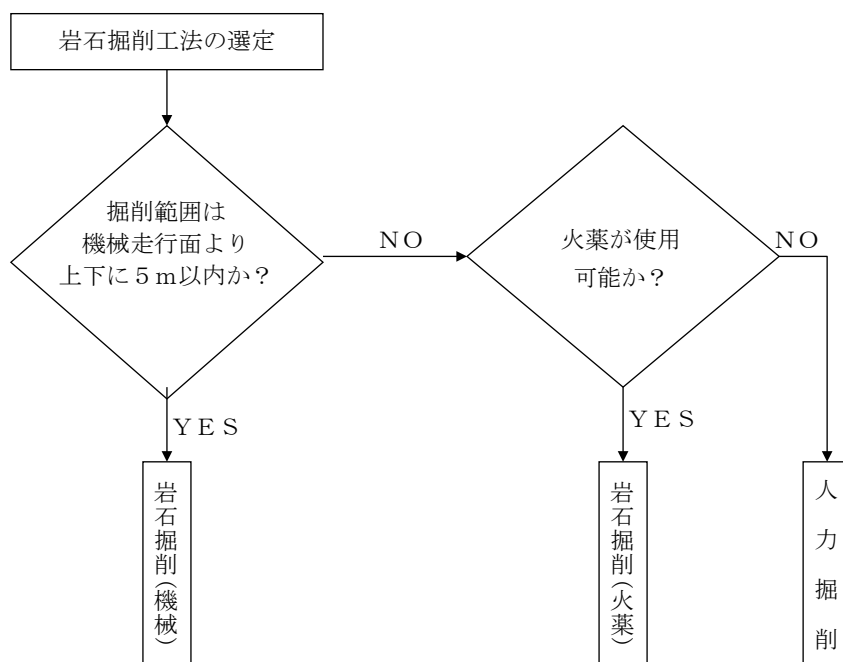 岩石掘削工法の選定
掘削範囲は
機械走行面より
上下に５ｍ以内か？
ＮＯ
火薬が使用
可能か？
ＮＯ
ＹＥＳ
ＹＥＳ
岩石掘削(機械)
岩石掘削(火薬)
人力掘削